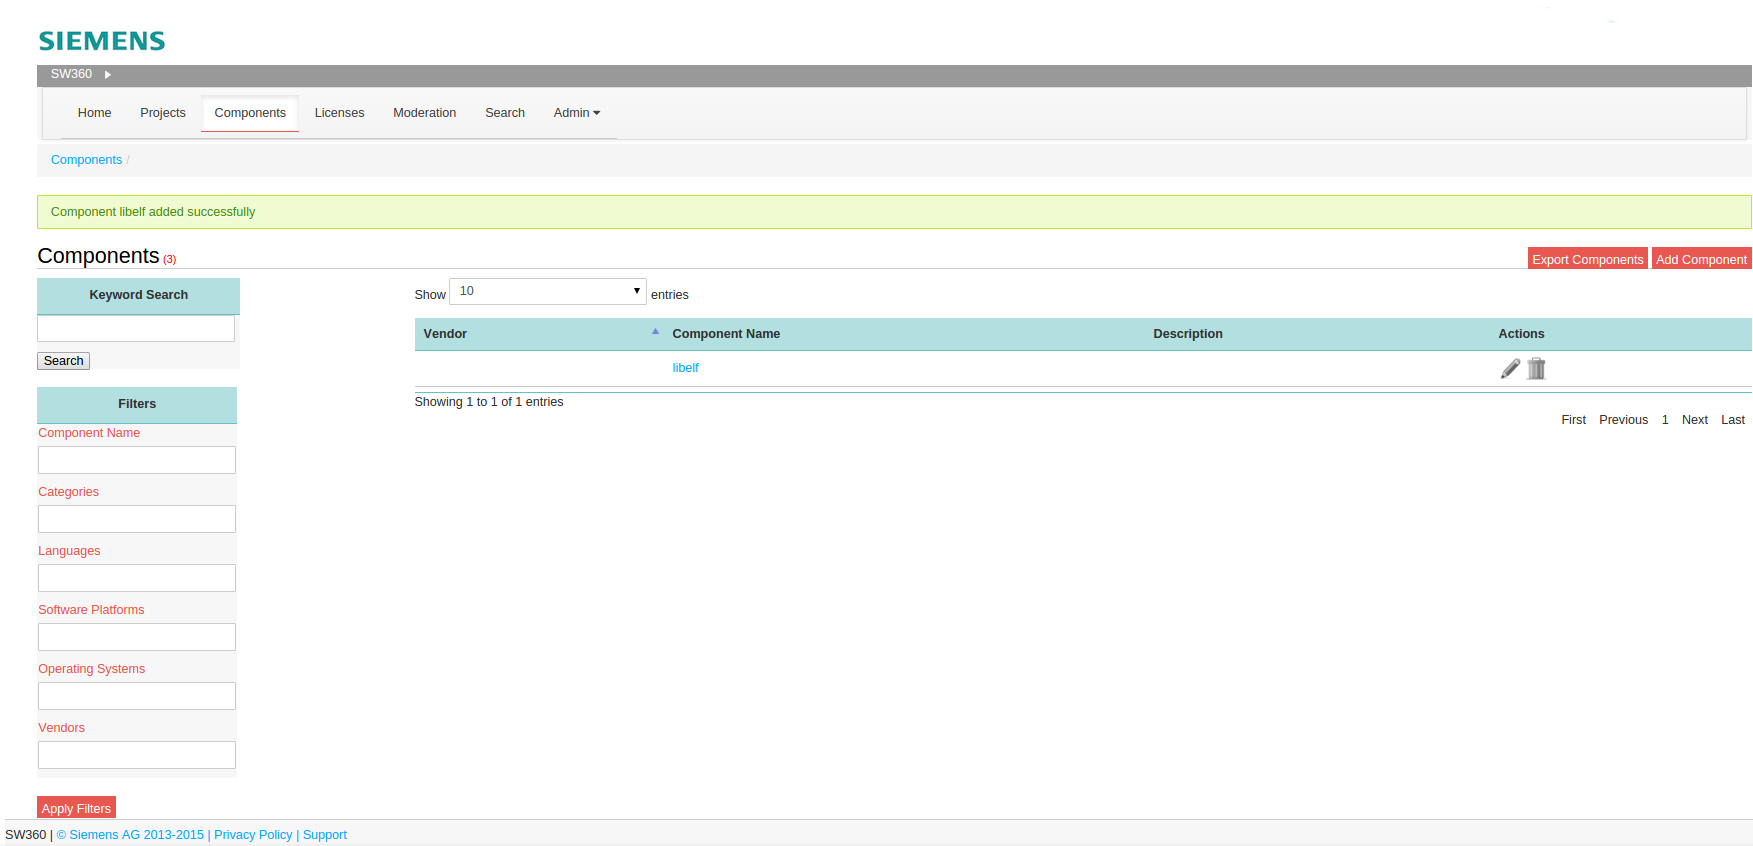 SIEMENS
SW360
Home Projects Components Licenses Moderation Search Admin
Components /
Component libelf added successfully
Components (3)
Export Components Add Component
Keyword Search
Search
Filters
Component Name
Categories
Languages
Software Platforms
Operating Systems
Vendors
Apply Filters
Show 10 entries
Vendor Component Name Description Actions
libelf
Showing 1 to 1 of 1 entries
First Previous 1 Next Last
SW360 | © Siemens AG 2013-2015 | Privacy Policy | Support